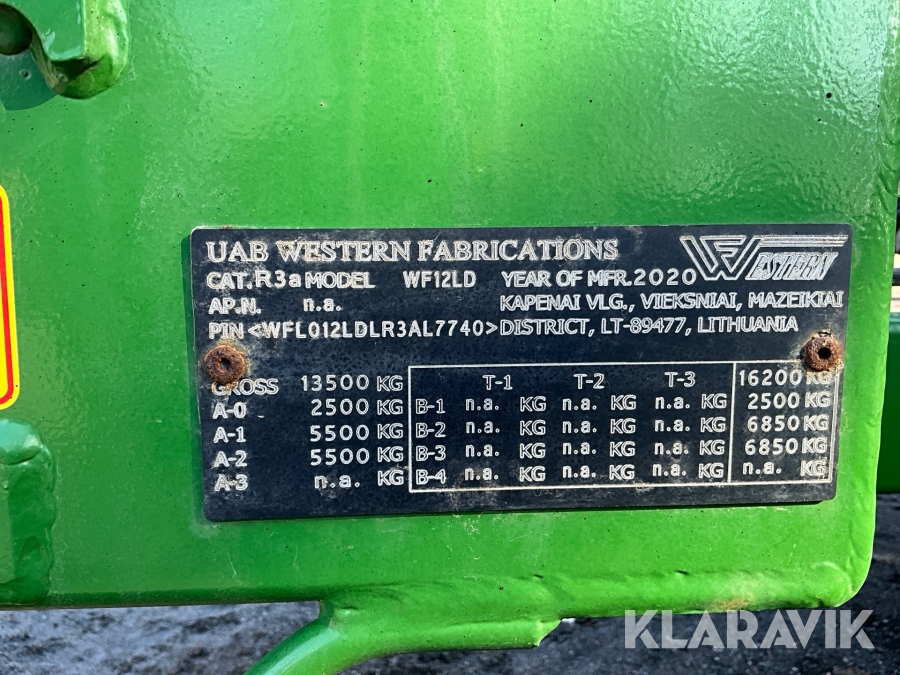 UAB WESTERN FABRICATIONS WF ESTERN
CAT. R3a MODEL WF12LD YEAR OF MFR. 2020
AP.N. n.a. KAPENAI VLG., VIEKSNIAI, MAZEIKIAI
PIN <WFL012LDLR3AL7740> DISTRICT, LT-89477, LITHUANIA
T-1 T-2 T-3
GROSS 13500 KG 16200 KG
A-0 2500 KG B-1 n.a. KG n.a. KG n.a. KG 2500 KG
A-1 5500 KG B-2 n.a. KG n.a. KG n.a. KG 6850 KG
A-2 5500 KG B-3 n.a. KG n.a. KG n.a. KG 6850 KG
A-3 n.a. KG B-4 n.a. KG n.a. KG n.a. KG n.a. KG
KLARAVIK